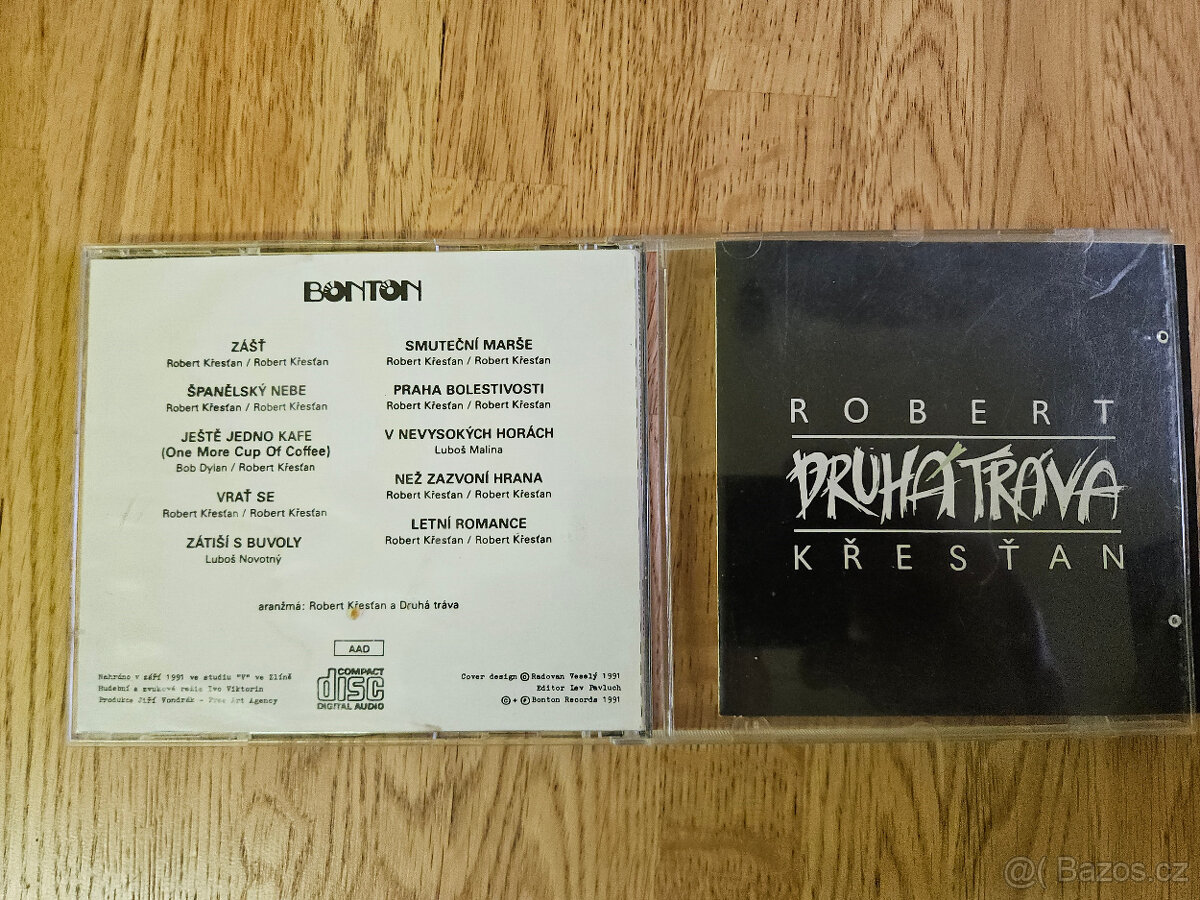 BONTON
ZÁŠŤ
Robert Křesťan / Robert Křesťan
ŠPANĚLSKÝ NEBE
Robert Křesťan / Robert Křesťan
JEŠTĚ JEDNO KAFE
(One More Cup Of Coffee)
Bob Dylan / Robert Křesťan
VRAŤ SE
Robert Křesťan / Robert Křesťan
ZÁTIŠÍ S BUVOLY
Luboš Novotný
SMUTEČNÍ MARŠE
Robert Křesťan / Robert Křesťan
PRAHA BOLESTIVOSTI
Robert Křesťan / Robert Křesťan
V NEVYSOKÝCH HORÁCH
Luboš Malina
NEŽ ZAZVONÍ HRANA
Robert Křesťan / Robert Křesťan
LETNÍ ROMANCE
Robert Křesťan / Robert Křesťan
aranžmá: Robert Křesťan a Druhá tráva
AAD
COMPACT
disc
DIGITAL AUDIO
Nahráno v září 1991 ve studiu "V" ve Zlíně
Hudební a zvuková režie Ivo Viktorin
Produkce Jiří Vondrák - Free Art Agency
Cover design © Radovan Veselý 1991
Editor Lev Pavluch
© + ℗ Bonton Records 1991
ROBERT
DRUHÁ TRÁVA
KŘESŤAN
@( Bazos.cz